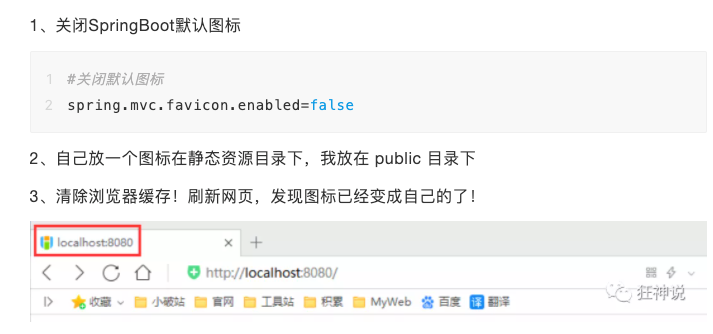 1、关闭SpringBoot默认图标
1 #关闭默认图标
2 spring.mvc.favicon.enabled=false
2、自己放一个图标在静态资源目录下，我放在 public 目录下
3、清除浏览器缓存！刷新网页，发现图标已经变成自己的了！
localhost:8080
http://localhost:8080/
收藏 小破站 官网 工具站 积累 MyWeb 百度 译 翻译
狂神说